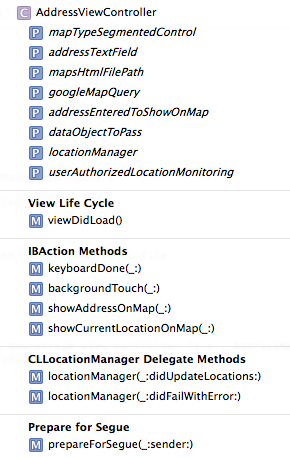 C AddressViewController
P mapTypeSegmentedControl
P addressTextField
P mapsHtmlFilePath
P googleMapQuery
P addressEnteredToShowOnMap
P dataObjectToPass
P locationManager
P userAuthorizedLocationMonitoring
View Life Cycle
M viewDidLoad()
IBAction Methods
M keyboardDone(_:)
M backgroundTouch(_:)
M showAddressOnMap(_:)
M showCurrentLocationOnMap(_:)
CLLocationManager Delegate Methods
M locationManager(_:didUpdateLocations:)
M locationManager(_:didFailWithError:)
Prepare for Segue
M prepareForSegue(_:sender:)